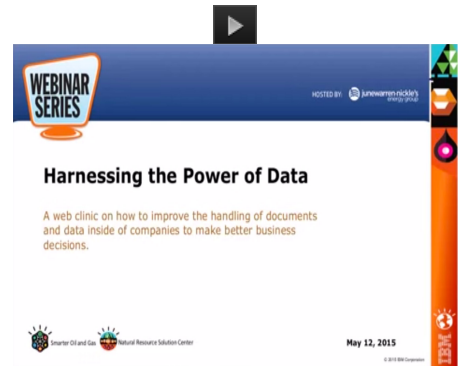 WEBINAR
SERIES
HOSTED BY: junewarren-nickle's
energy group
Harnessing the Power of Data
A web clinic on how to improve the handling of documents
and data inside of companies to make better business
decisions.
Smarter Oil and Gas Natural Resource Solution Center
May 12, 2015
© 2015 IBM Corporation
IBM